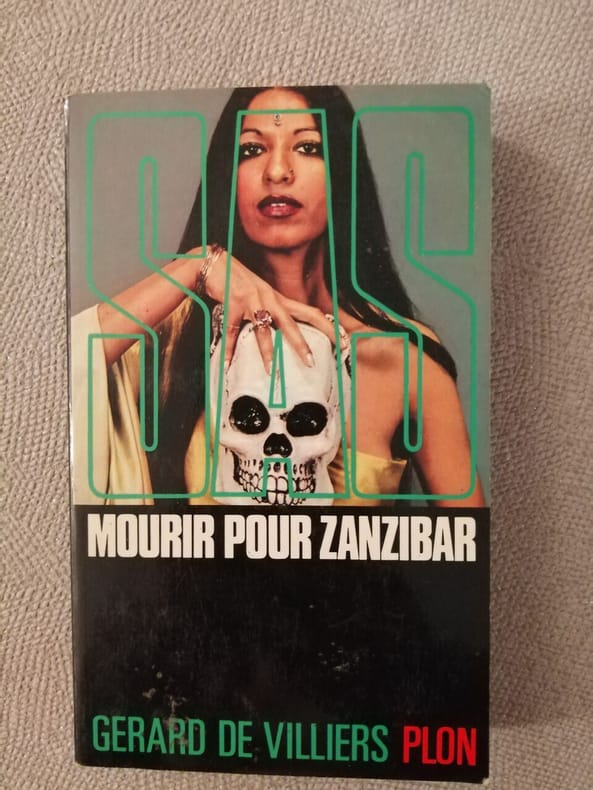 SAS
MOURIR POUR ZANZIBAR
GERARD DE VILLIERS PLON